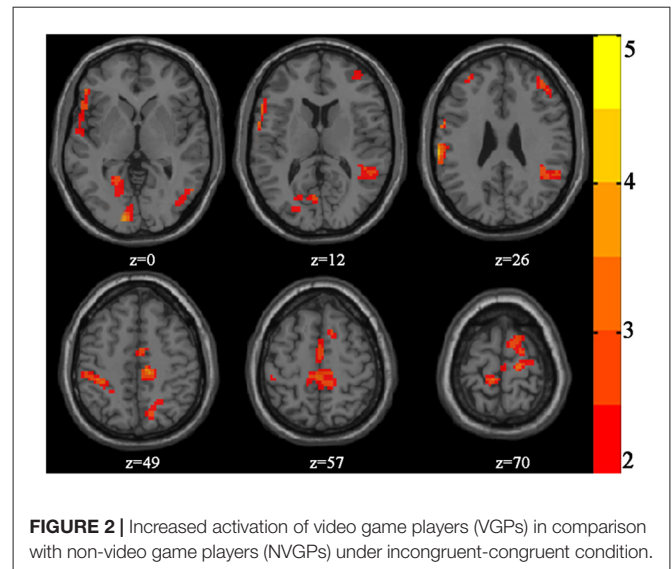 5
4
3
2
z=0 z=12 z=26
z=49 z=57 z=70
FIGURE 2 | Increased activation of video game players (VGPs) in comparison
with non-video game players (NVGPs) under incongruent-congruent condition.